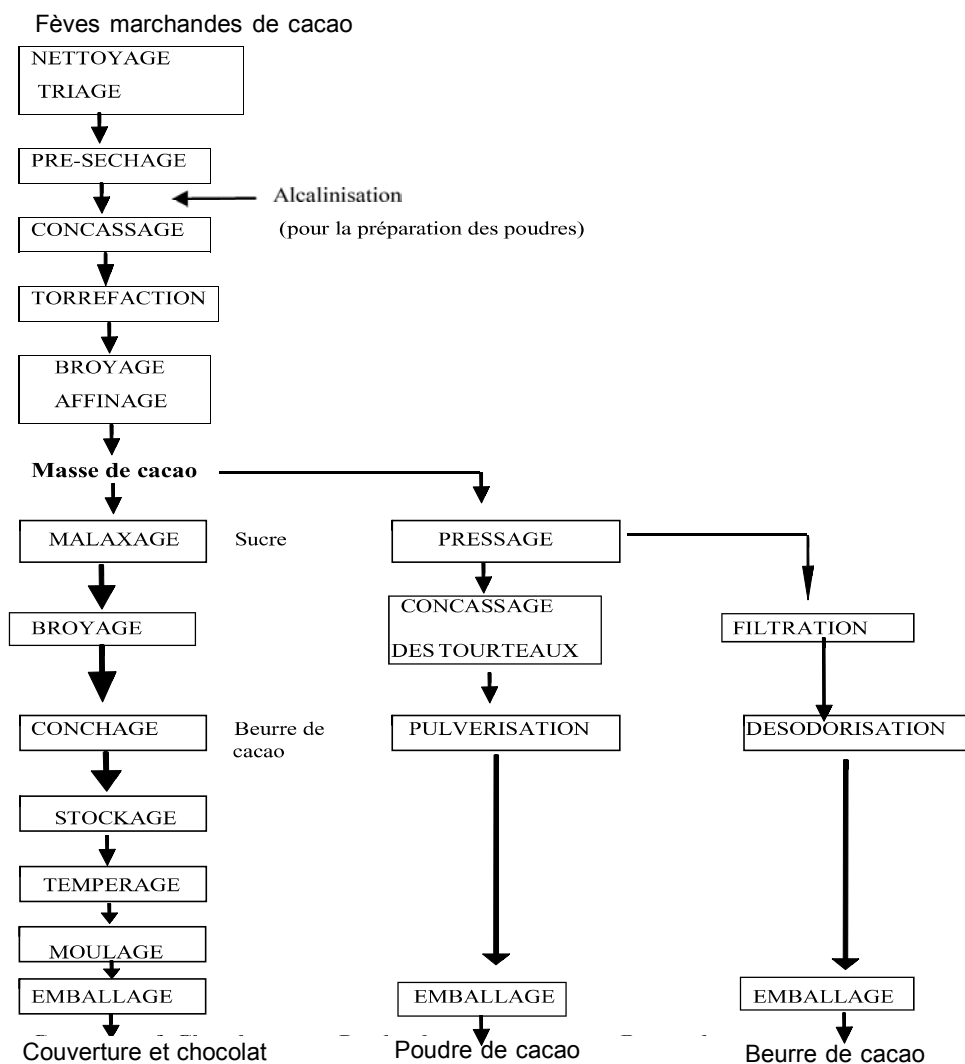 Fèves marchandes de cacao
NETTOYAGE
TRIAGE
PRE-SECHAGE
Alcalinisation
(pour la préparation des poudres)
CONCASSAGE
TORREFACTION
BROYAGE
AFFINAGE
Masse de cacao
MALAXAGE
Sucre
PRESSAGE
CONCASSAGE
DES TOURTEAUX
BROYAGE
FILTRATION
CONCHAGE
Beurre de
cacao
PULVERISATION
DESODORISATION
STOCKAGE
TEMPERAGE
MOULAGE
EMBALLAGE
EMBALLAGE
EMBALLAGE
Couverture et chocolat
Poudre de cacao
Beurre de cacao